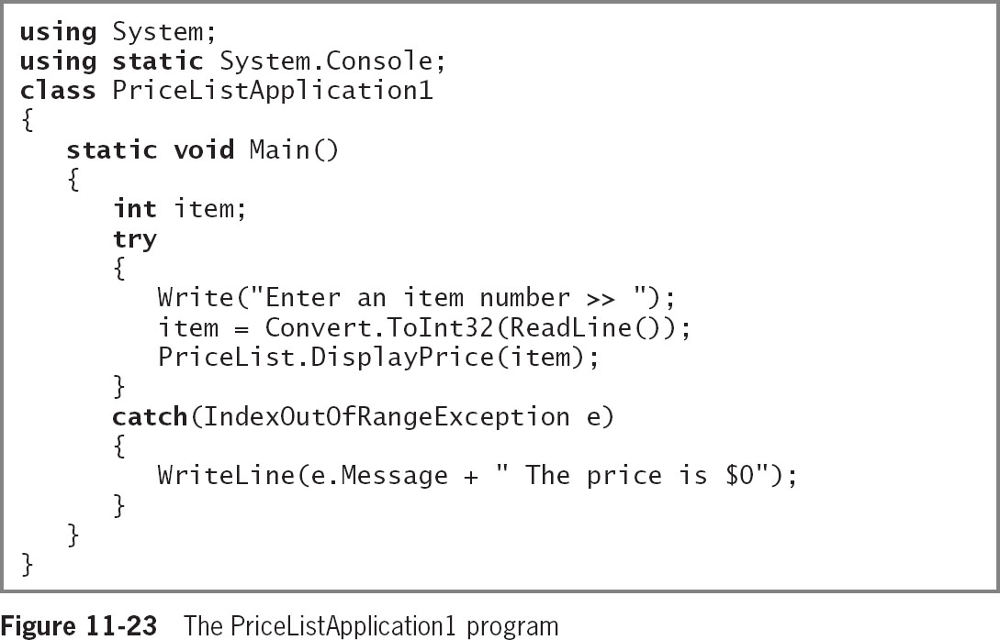 using System;
using static System.Console;
class PriceListApplication1
{
   static void Main()
   {
      int item;
      try
      {
         Write("Enter an item number >> ");
         item = Convert.ToInt32(ReadLine());
         PriceList.DisplayPrice(item);
      }
      catch(IndexOutOfRangeException e)
      {
         WriteLine(e.Message + " The price is $0");
      }
   }
}
Figure 11-23 The PriceListApplication1 program